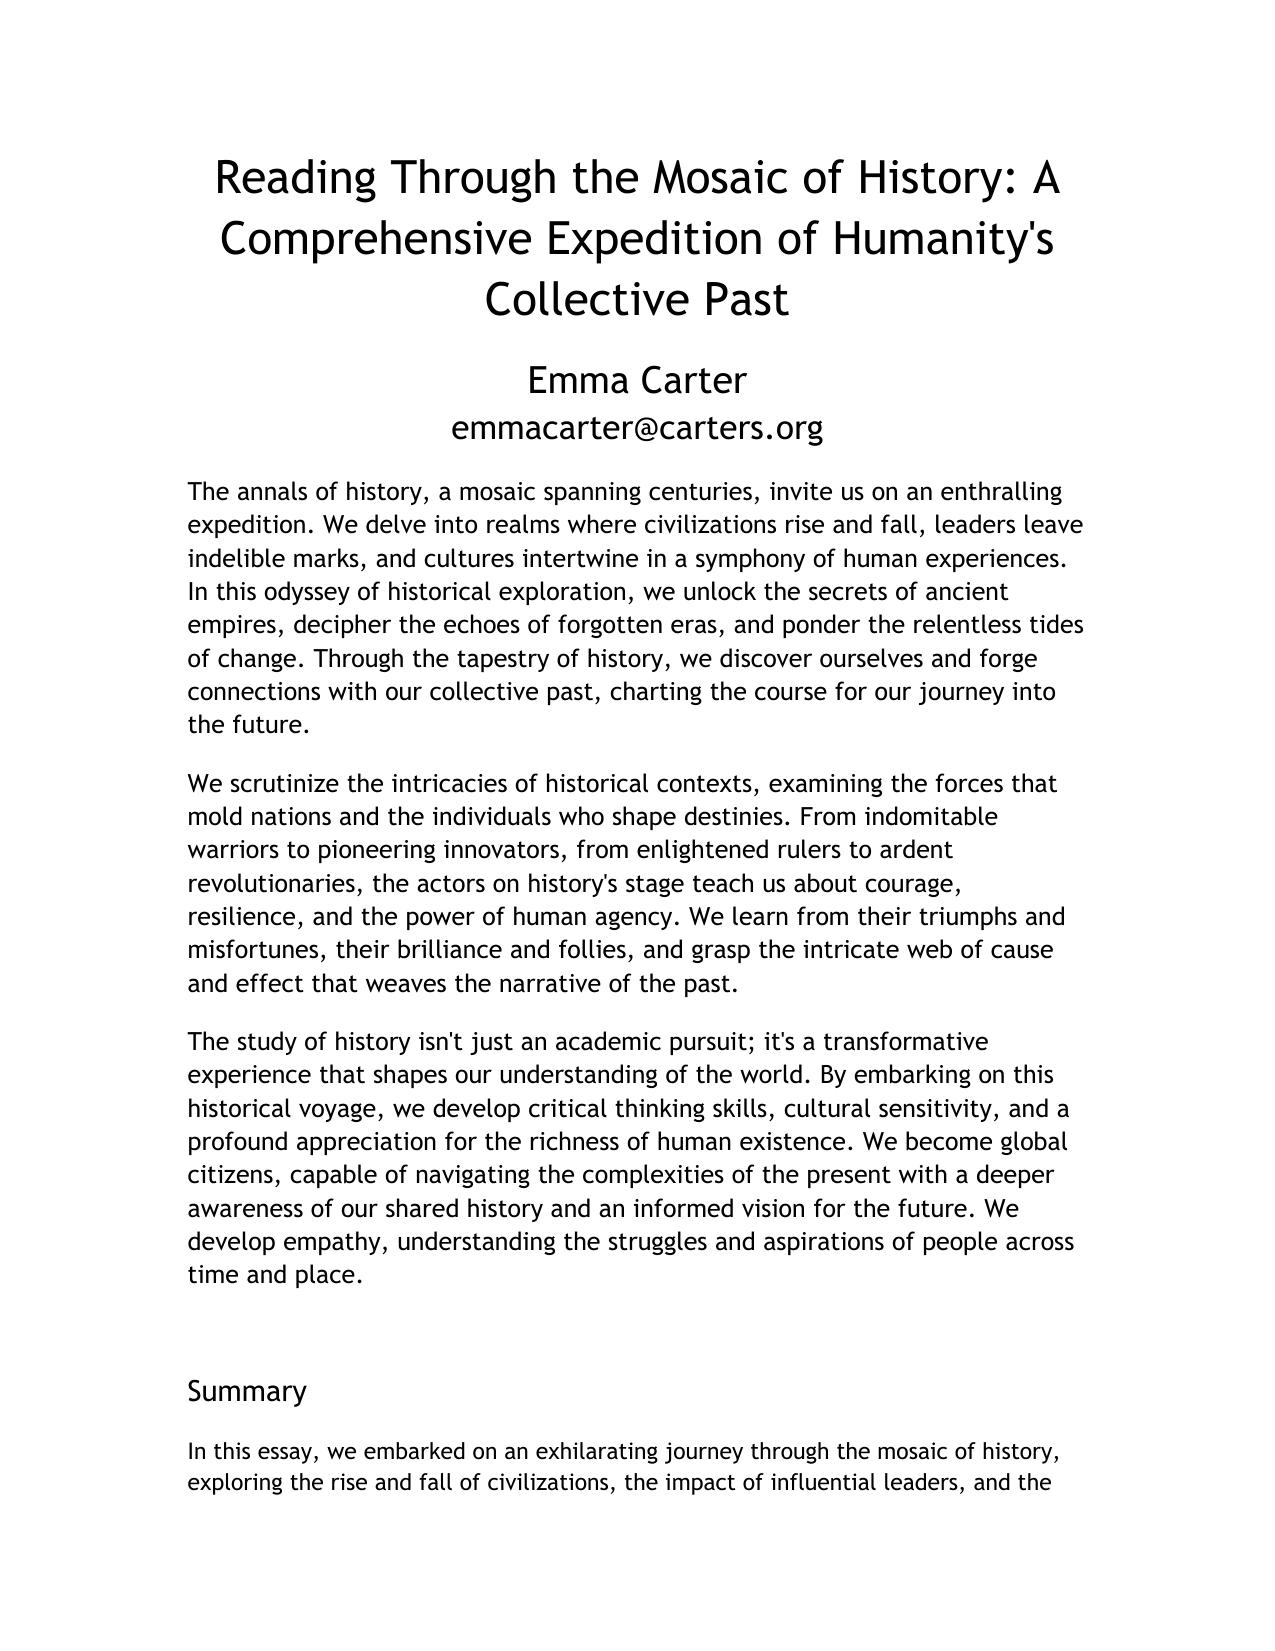 Reading Through the Mosaic of History: A
Comprehensive Expedition of Humanity's
Collective Past
Emma Carter
emmacarter@carters.org
The annals of history, a mosaic spanning centuries, invite us on an enthralling
expedition. We delve into realms where civilizations rise and fall, leaders leave
indelible marks, and cultures intertwine in a symphony of human experiences.
In this odyssey of historical exploration, we unlock the secrets of ancient
empires, decipher the echoes of forgotten eras, and ponder the relentless tides
of change. Through the tapestry of history, we discover ourselves and forge
connections with our collective past, charting the course for our journey into
the future.
We scrutinize the intricacies of historical contexts, examining the forces that
mold nations and the individuals who shape destinies. From indomitable
warriors to pioneering innovators, from enlightened rulers to ardent
revolutionaries, the actors on history's stage teach us about courage,
resilience, and the power of human agency. We learn from their triumphs and
misfortunes, their brilliance and follies, and grasp the intricate web of cause
and effect that weaves the narrative of the past.
The study of history isn't just an academic pursuit; it's a transformative
experience that shapes our understanding of the world. By embarking on this
historical voyage, we develop critical thinking skills, cultural sensitivity, and a
profound appreciation for the richness of human existence. We become global
citizens, capable of navigating the complexities of the present with a deeper
awareness of our shared history and an informed vision for the future. We
develop empathy, understanding the struggles and aspirations of people across
time and place.
Summary
In this essay, we embarked on an exhilarating journey through the mosaic of history,
exploring the rise and fall of civilizations, the impact of influential leaders, and the